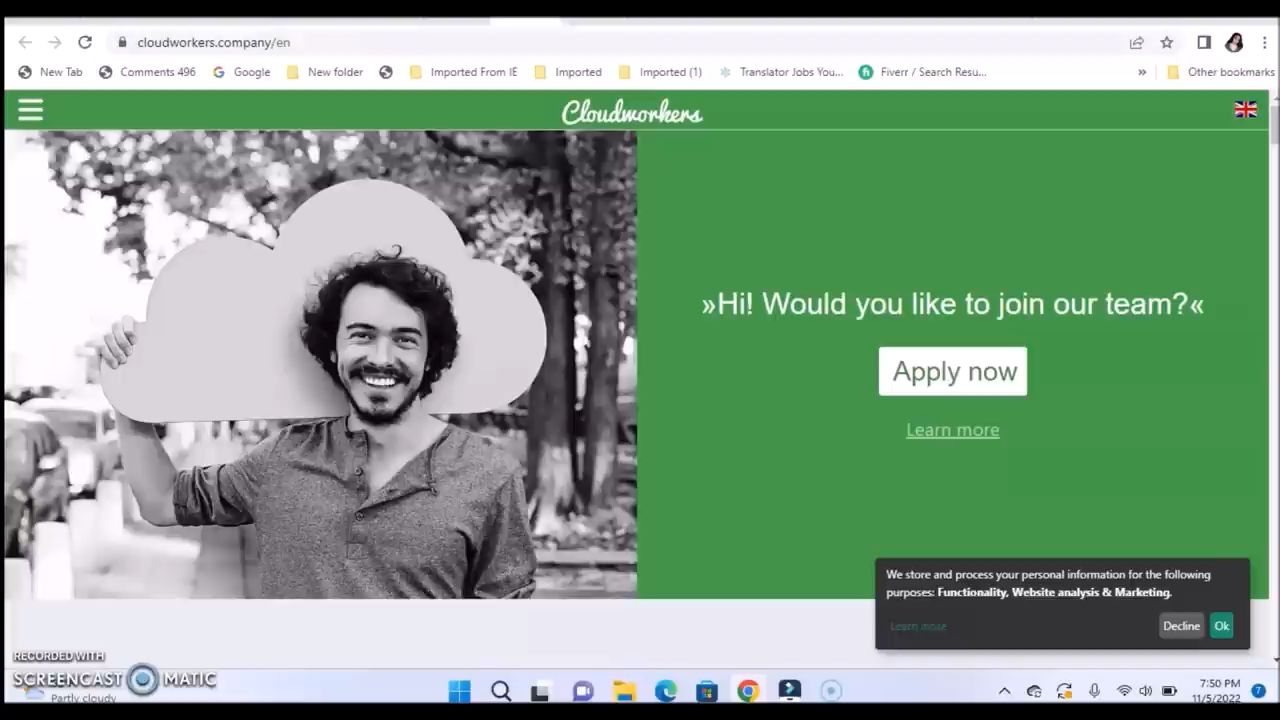 cloudworkers.company/en
New Tab
Comments 496
Google
New folder
Imported From IE
Imported
Imported (1)
Translator Jobs You...
Fiverr / Search Resu...
»
Other bookmarks
Cloudworkers
»Hi! Would you like to join our team?«
Apply now
Learn more
We store and process your personal information for the following
purposes: Functionality, Website analysis & Marketing.
Learn more
Decline
Ok
RECORDED WITH
SCREENCAST MATIC
Partly cloudy
7:50 PM
11/5/2022
7